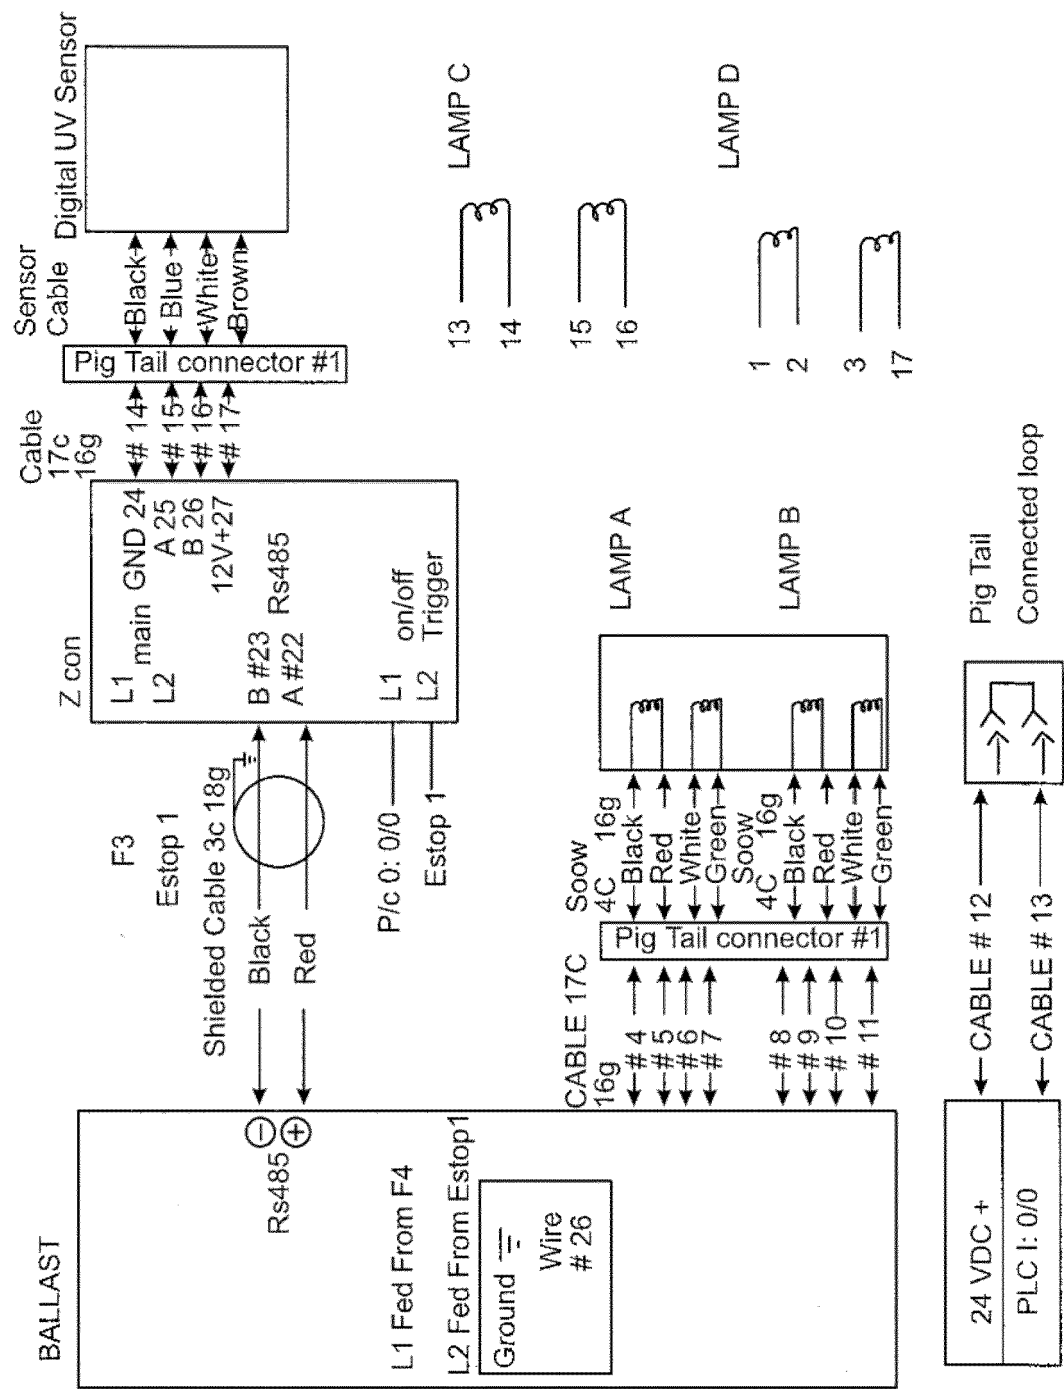 BALLAST
Rs485
L1 Fed From F4
L2 Fed From Estop1
Ground
Wire
# 26
F3
Estop 1
Shielded Cable 3c 18g
Black
Red
P/c 0: 0/0
Estop 1
Z con
L1
main
L2
GND 24
A 25
B 26
12V+27
B #23
A #22
Rs485
L1
L2
on/off
Trigger
Cable
17c
16g
# 14
# 15
# 16
# 17
Pig Tail connector #1
Sensor
Cable
Black
Blue
White
Brown
Digital UV Sensor
CABLE 17C
16g
# 4
# 5
# 6
# 7
# 8
# 9
# 10
# 11
Pig Tail connector #1
Soow
4C 16g
Black
Red
White
Green
Soow
4C 16g
Black
Red
White
Green
LAMP A
LAMP B
13
14
15
16
LAMP C
1
2
3
17
LAMP D
24 VDC +
PLC I: 0/0
CABLE # 12
CABLE # 13
Pig Tail
Connected loop